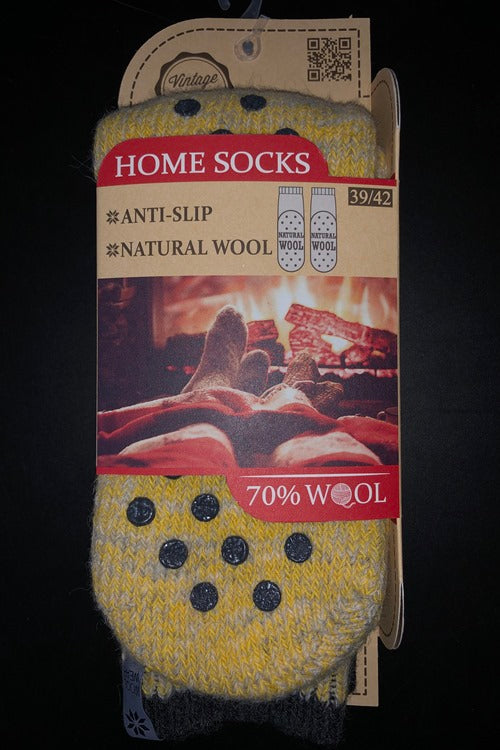 Vintage
HOME SOCKS
39/42
❄ANTI-SLIP
❄NATURAL WOOL
NATURAL
WOOL
NATURAL
WOOL
70% WOOL